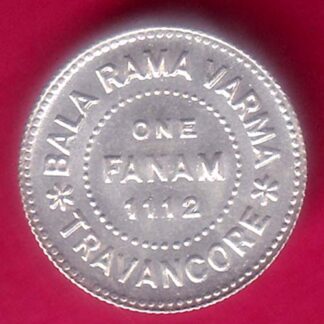 BALA RAMA VARMA
ONE
FANAM
1112
* TRAVANCORE *